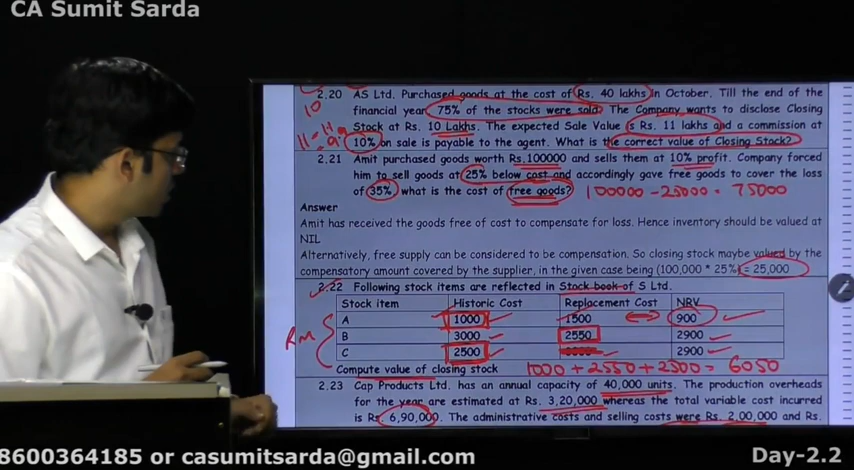 CA Sumit Sarda
2.20 AS Ltd. Purchased goods at the cost of Rs. 40 lakhs in October. Till the end of the
10
financial year 75% of the stocks were sold. The Company wants to disclose Closing
Stock at Rs. 10 Lakhs. The expected Sale Value is Rs. 11 lakhs and a commission at
10% on sale is payable to the agent. What is the correct value of Closing Stock?
2.21 Amit purchased goods worth Rs.100000 and sells them at 10% profit. Company forced
him to sell goods at 25% below cost and accordingly gave free goods to cover the loss
of 35% what is the cost of free goods? 100000 - 25000 = 75000
Answer
Amit has received the goods free of cost to compensate for loss. Hence inventory should be valued at
NIL
Alternatively, free supply can be considered to be compensation. So closing stock maybe valued by the
compensatory amount covered by the supplier, in the given case being (100,000 * 25%) = 25,000
2.22 Following stock items are reflected in Stock book of S Ltd.
Stock item Historic Cost Replacement Cost NRV
A 1000 1500 900
RM B 3000 2550 2900
C 2500 2900
Compute value of closing stock 1000 + 2550 + 2500 = 6050
2.23 Cap Products Ltd. has an annual capacity of 40,000 units. The production overheads
for the year are estimated at Rs. 3,20,000 whereas the total variable cost incurred
is Rs. 6,90,000. The administrative costs and selling costs were Rs. 2,00,000 and Rs.
8600364185 or casumitsarda@gmail.com
Day-2.2